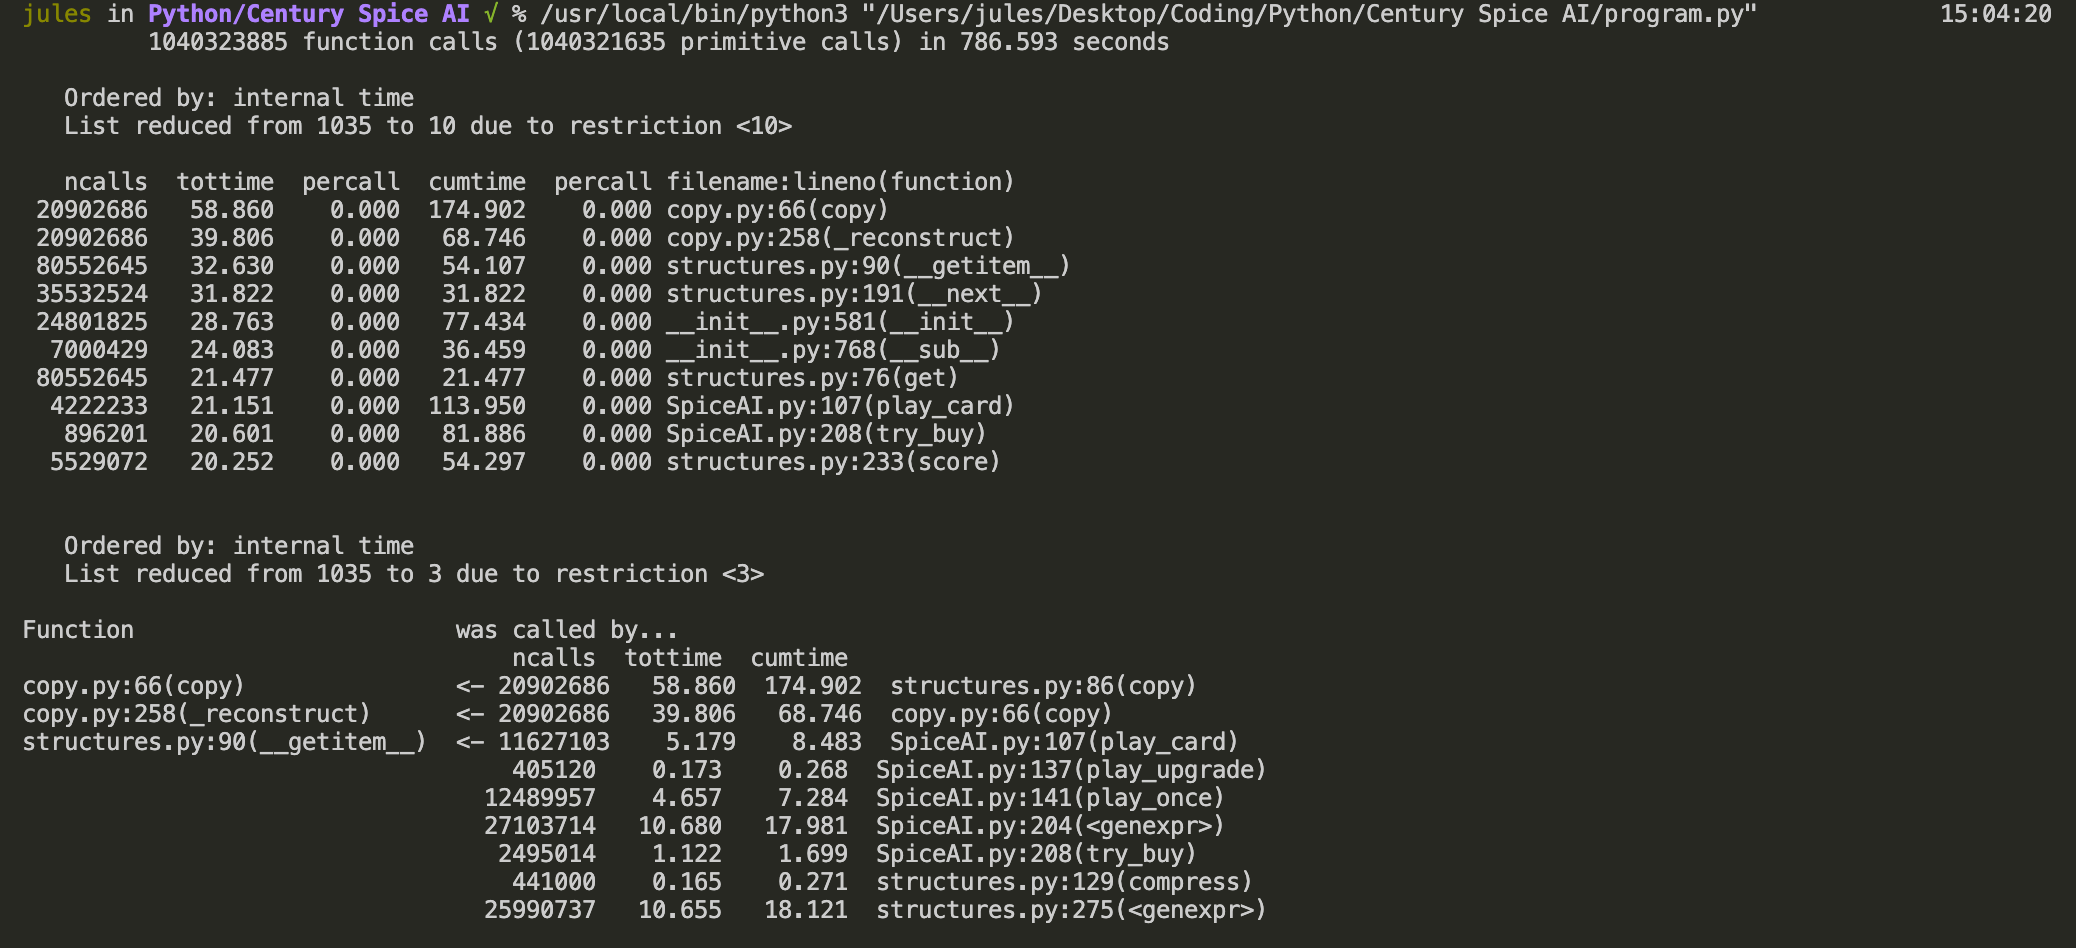 jules in Python/Century Spice AI √ % /usr/local/bin/python3 "/Users/jules/Desktop/Coding/Python/Century Spice AI/program.py" 15:04:20
1040323885 function calls (1040321635 primitive calls) in 786.593 seconds
Ordered by: internal time
List reduced from 1035 to 10 due to restriction <10>
ncalls tottime percall cumtime percall filename:lineno(function)
20902686 58.860 0.000 174.902 0.000 copy.py:66(copy)
20902686 39.806 0.000 68.746 0.000 copy.py:258(_reconstruct)
80552645 32.630 0.000 54.107 0.000 structures.py:90(__getitem__)
35532524 31.822 0.000 31.822 0.000 structures.py:191(__next__)
24801825 28.763 0.000 77.434 0.000 __init__.py:581(__init__)
7000429 24.083 0.000 36.459 0.000 __init__.py:768(__sub__)
80552645 21.477 0.000 21.477 0.000 structures.py:76(get)
4222233 21.151 0.000 113.950 0.000 SpiceAI.py:107(play_card)
896201 20.601 0.000 81.886 0.000 SpiceAI.py:208(try_buy)
5529072 20.252 0.000 54.297 0.000 structures.py:233(score)
Ordered by: internal time
List reduced from 1035 to 3 due to restriction <3>
Function was called by...
ncalls tottime cumtime
copy.py:66(copy) <- 20902686 58.860 174.902 structures.py:86(copy)
copy.py:258(_reconstruct) <- 20902686 39.806 68.746 copy.py:66(copy)
structures.py:90(__getitem__) <- 11627103 5.179 8.483 SpiceAI.py:107(play_card)
405120 0.173 0.268 SpiceAI.py:137(play_upgrade)
12489957 4.657 7.284 SpiceAI.py:141(play_once)
27103714 10.680 17.981 SpiceAI.py:204(<genexpr>)
2495014 1.122 1.699 SpiceAI.py:208(try_buy)
441000 0.165 0.271 structures.py:129(compress)
25990737 10.655 18.121 structures.py:275(<genexpr>)